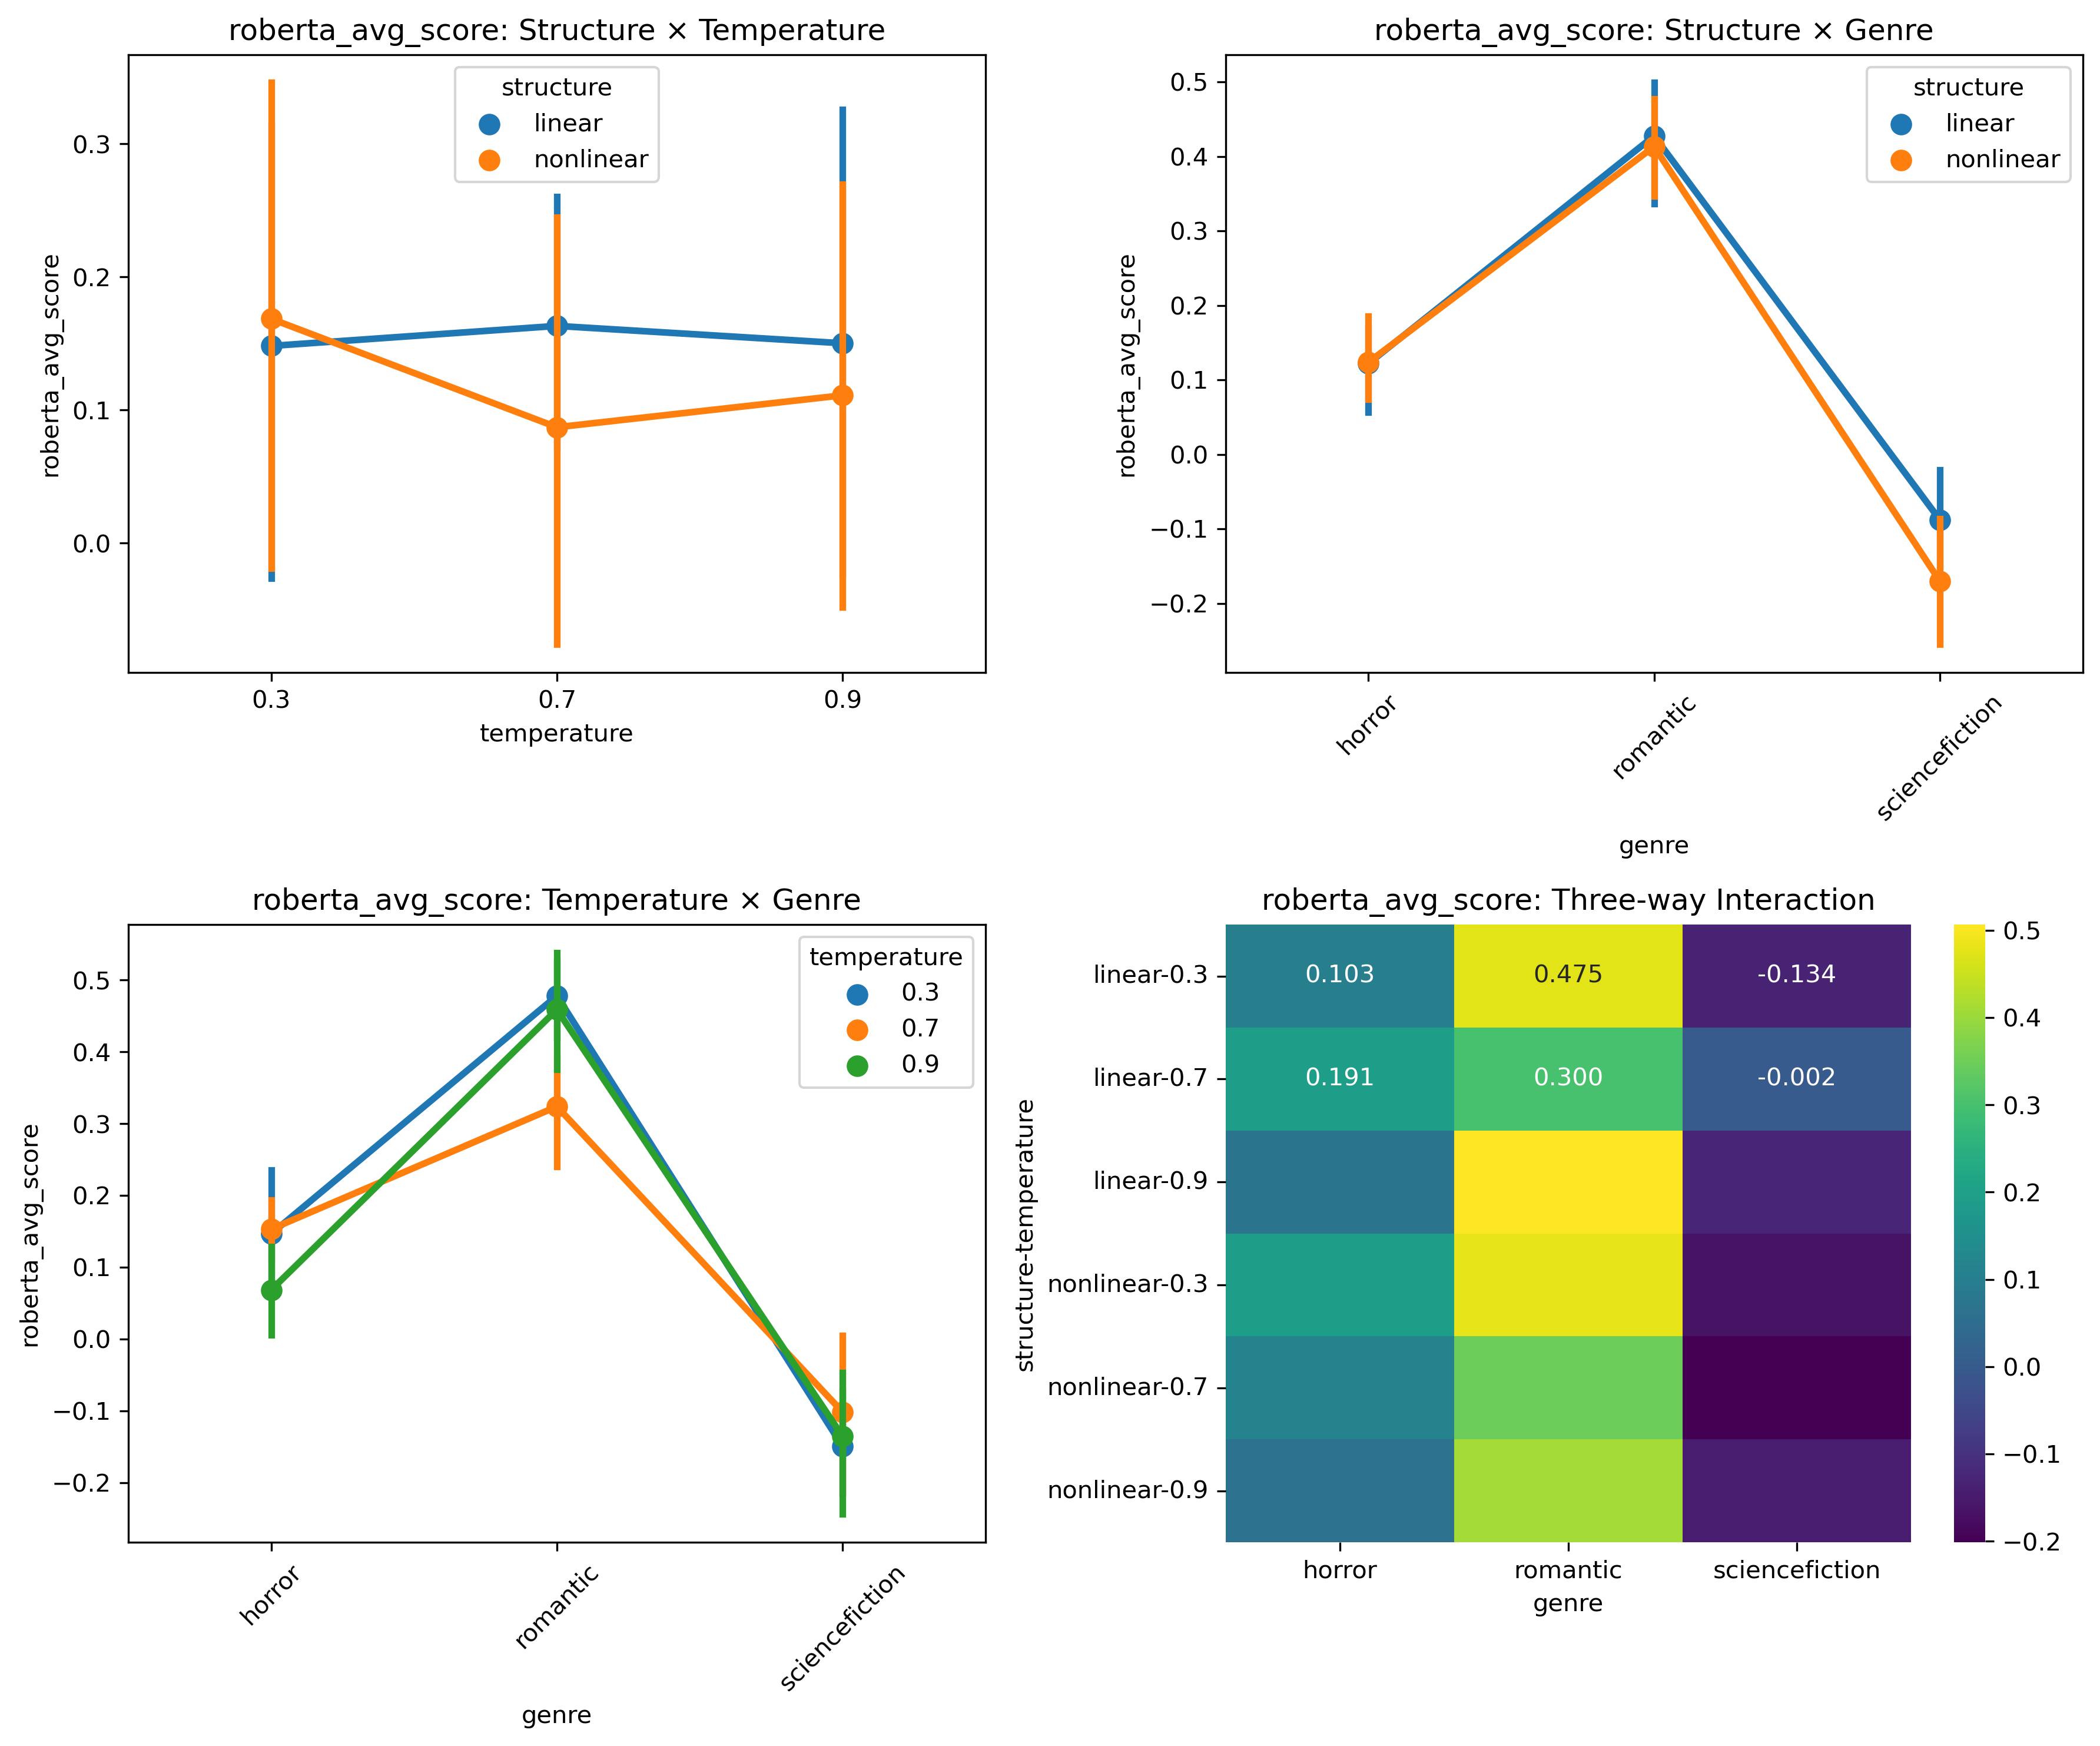 roberta_avg_score: Structure × Temperature
structure
linear
nonlinear
roberta_avg_score
0.3
0.2
0.1
0.0
0.3 0.7 0.9
temperature
roberta_avg_score: Structure × Genre
structure
linear
nonlinear
roberta_avg_score
0.5
0.4
0.3
0.2
0.1
0.0
−0.1
−0.2
horror romantic sciencefiction
genre
roberta_avg_score: Temperature × Genre
temperature
0.3
0.7
0.9
roberta_avg_score
0.5
0.4
0.3
0.2
0.1
0.0
−0.1
−0.2
horror romantic sciencefiction
genre
roberta_avg_score: Three-way Interaction
structure-temperature
linear-0.3 0.103 0.475 -0.134
linear-0.7 0.191 0.300 -0.002
linear-0.9
nonlinear-0.3
nonlinear-0.7
nonlinear-0.9
horror romantic sciencefiction
genre
0.5
0.4
0.3
0.2
0.1
0.0
−0.1
−0.2